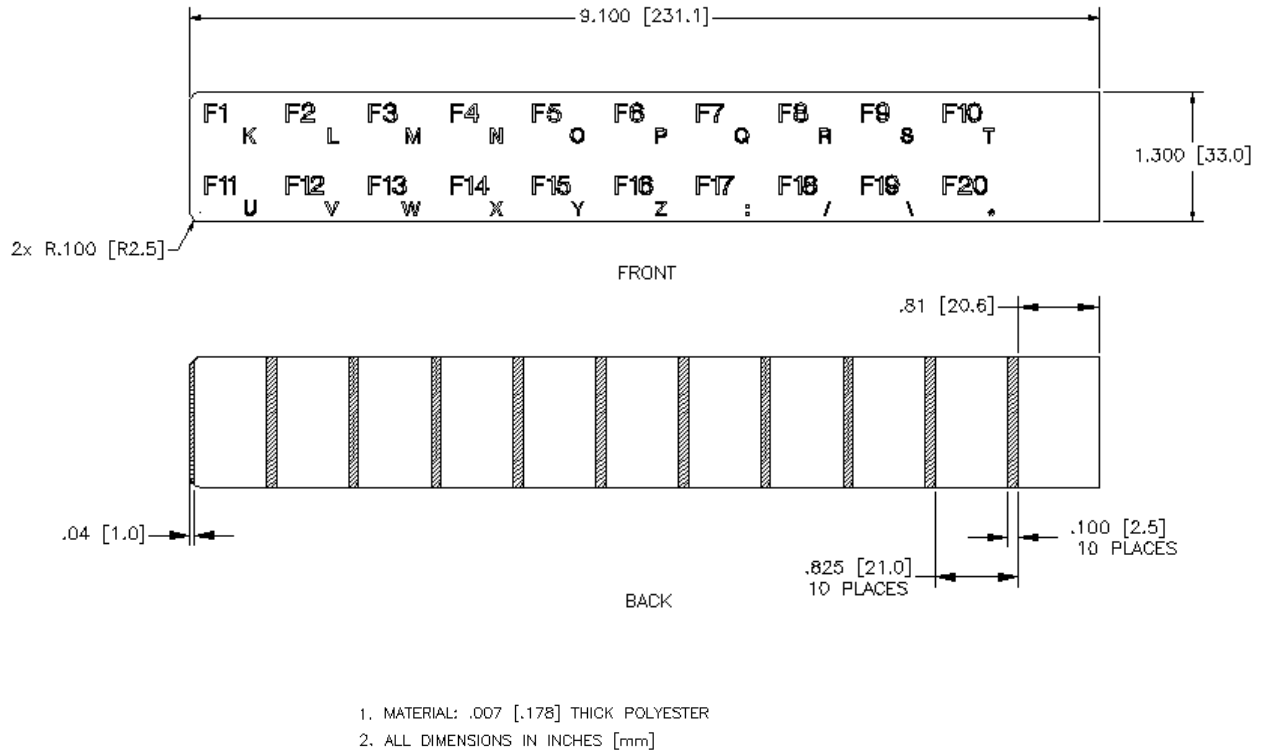 9.100 [231.1]
F1 F2 F3 F4 F5 F6 F7 F8 F9 F10
K L M N O P Q R S T
1.300 [33.0]
F11 F12 F13 F14 F15 F16 F17 F18 F19 F20
U V W X Y Z : / \ *
2x R.100 [R2.5]
FRONT
.81 [20.6]
.04 [1.0]
.100 [2.5]
10 PLACES
.825 [21.0]
10 PLACES
BACK
1. MATERIAL: .007 [.178] THICK POLYESTER
2. ALL DIMENSIONS IN INCHES [mm]